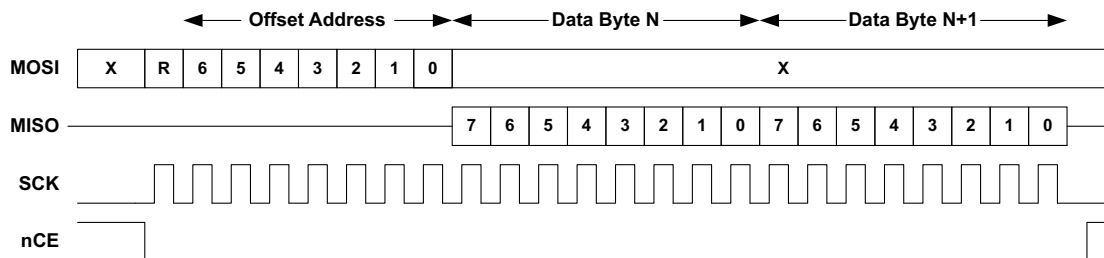 Offset Address Data Byte N Data Byte N+1
MOSI X R 6 5 4 3 2 1 0 X
MISO 7 6 5 4 3 2 1 0 7 6 5 4 3 2 1 0
SCK
nCE